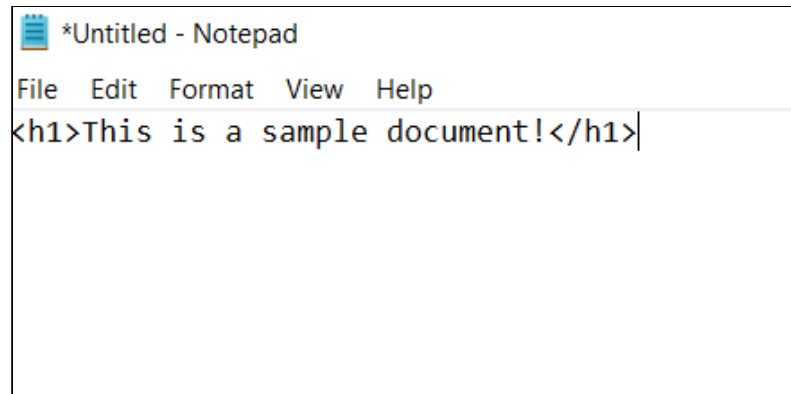 *Untitled - Notepad
File Edit Format View Help
<h1>This is a sample document!</h1>